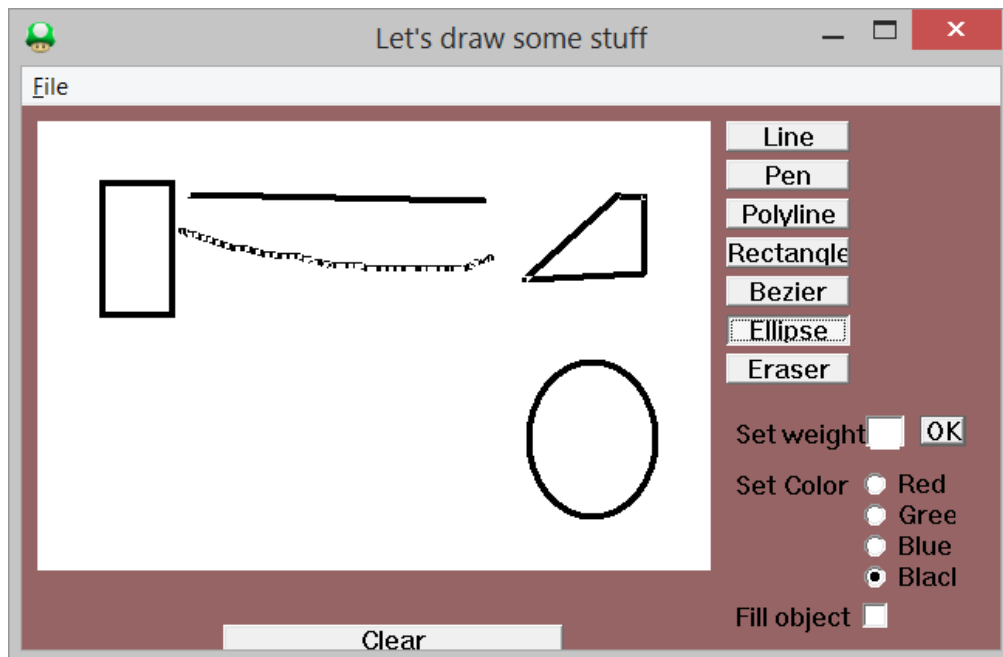 Let's draw some stuff
File
Line
Pen
Polyline
Rectangle
Bezier
Ellipse
Eraser
Set weight
OK
Set Color
Red
Gree
Blue
Blacl
Fill object
Clear